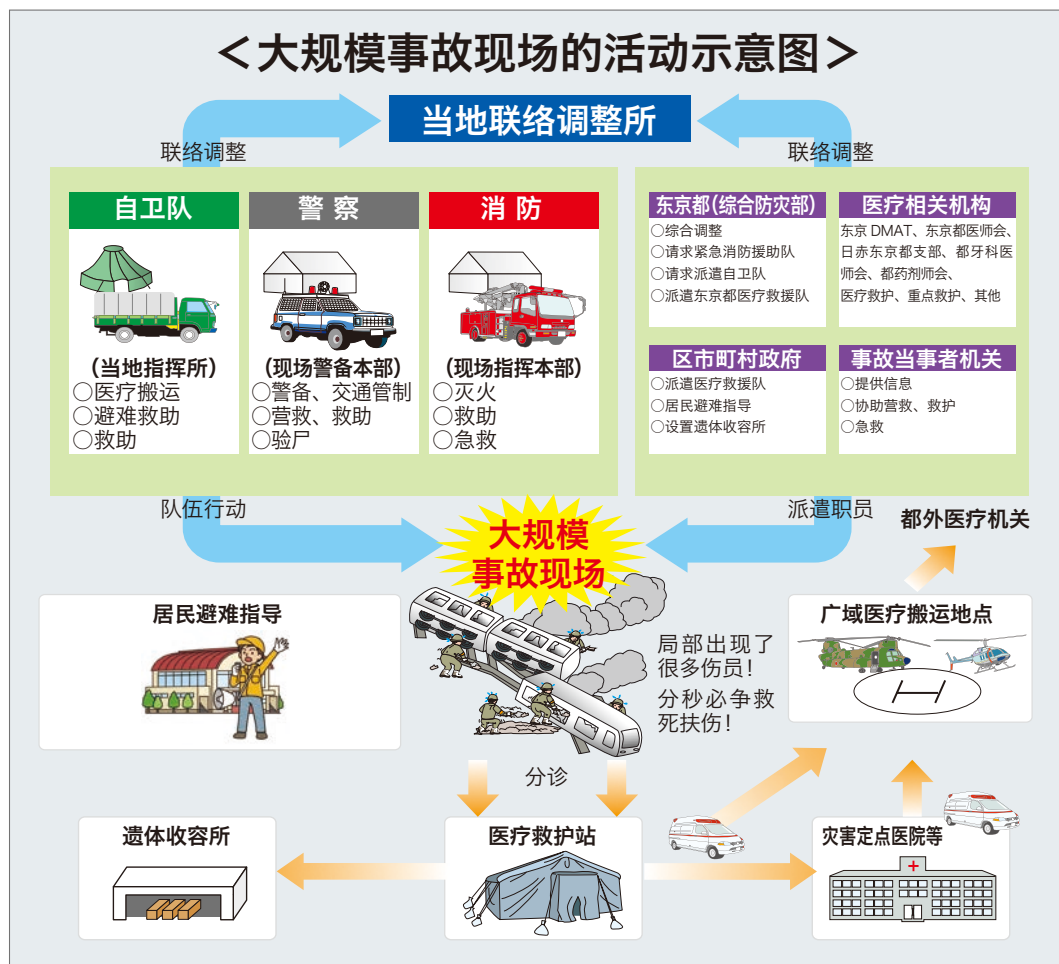 ＜大规模事故现场的活动示意图＞
当地联络调整所
联络调整
联络调整
自卫队
(当地指挥所)
○医疗搬运
○避难救助
○救助
警察
(现场警备本部)
○警备、交通管制
○营救、救助
○验尸
消防
(现场指挥本部)
○灭火
○救助
○急救
东京都(综合防灾部)
○综合调整
○请求紧急消防援助队
○请求派遣自卫队
○派遣东京都医疗救援队
医疗相关机构
东京 DMAT、东京都医师会、
日赤东京都支部、都牙科医
师会、都药剂师会、
医疗救护、重点救护、其他
区市町村政府
○派遣医疗救援队
○居民避难指导
○设置遗体收容所
事故当事者机关
○提供信息
○协助营救、救护
○急救
队伍行动
派遣职员
大规模
事故现场
都外医疗机关
居民避难指导
局部出现了
很多伤员！
分秒必争救
死扶伤！
广域医疗搬运地点
分诊
遗体收容所
医疗救护站
灾害定点医院等